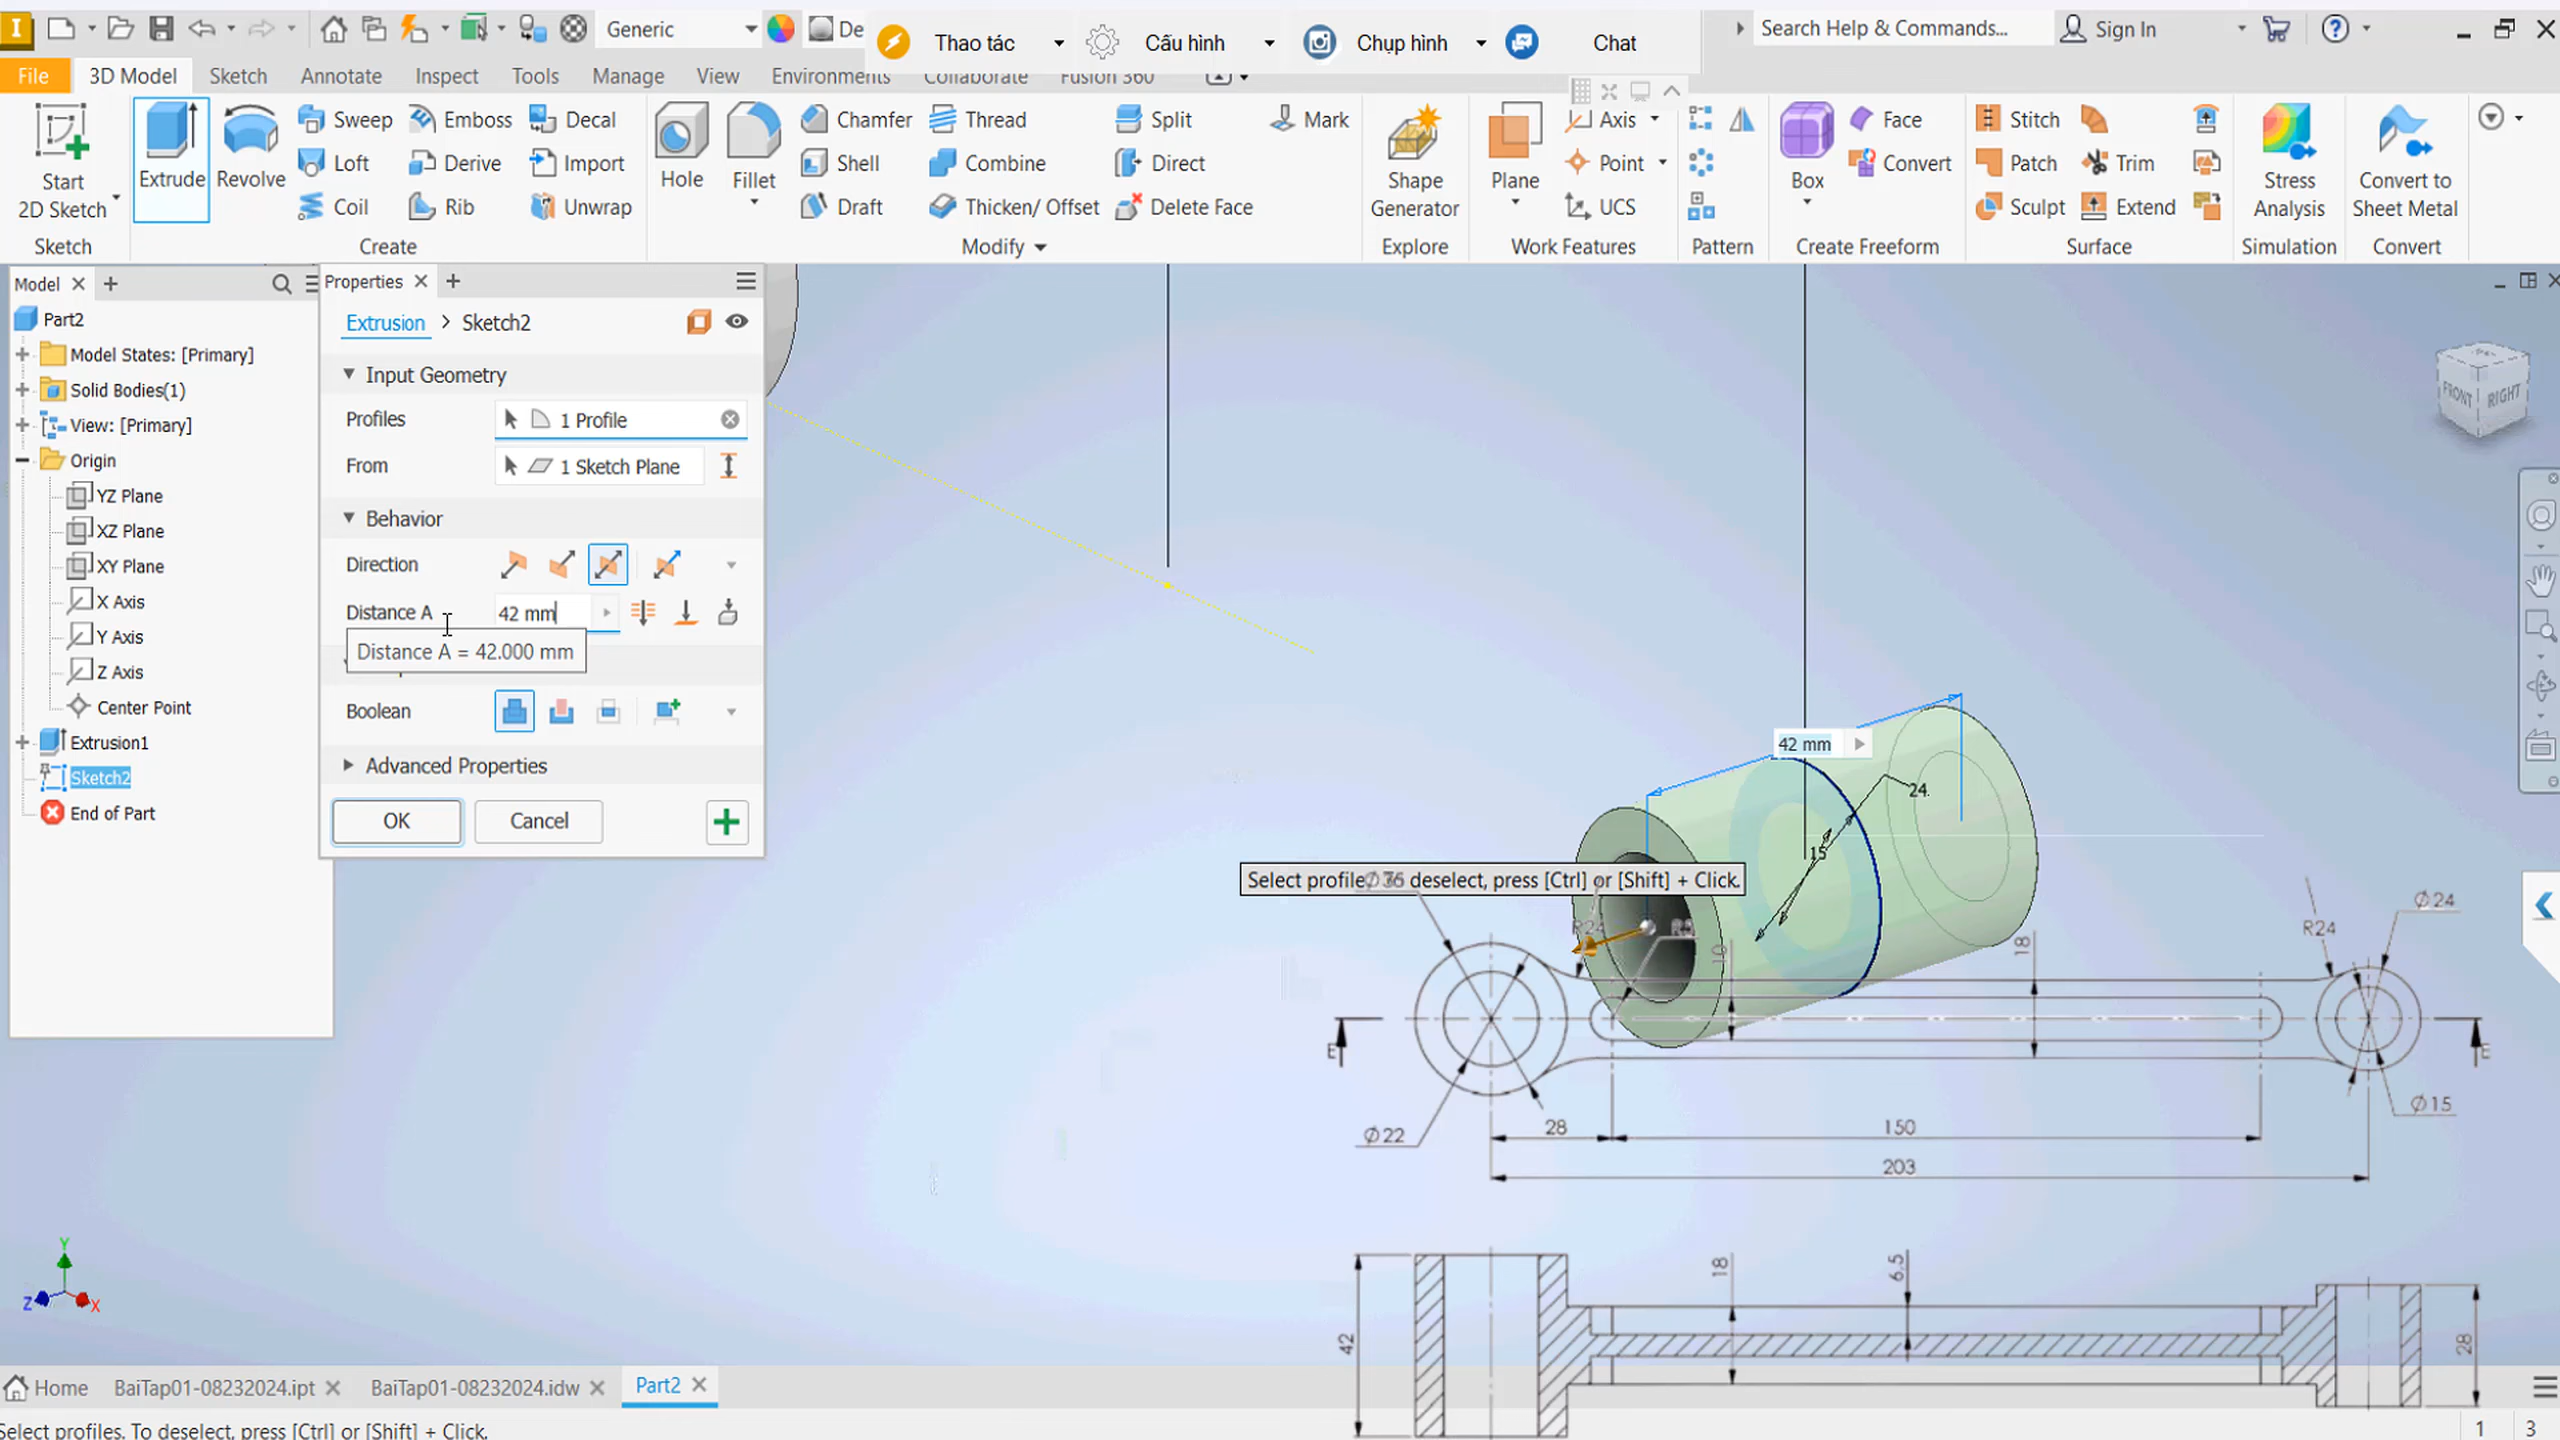 Generic
De
Thao tác
Cấu hình
Chụp hình
Chat
Search Help & Commands...
Sign In
File
3D Model
Sketch
Annotate
Inspect
Tools
Manage
View
Environments
Collaborate
Fusion 360
Start
2D Sketch
Extrude
Revolve
Sweep
Loft
Coil
Emboss
Derive
Rib
Decal
Import
Unwrap
Hole
Fillet
Chamfer
Shell
Draft
Thread
Combine
Thicken/ Offset
Split
Direct
Delete Face
Mark
Shape
Generator
Plane
Axis
Point
UCS
Box
Face
Convert
Stitch
Patch
Sculpt
Trim
Extend
Stress
Analysis
Convert to
Sheet Metal
Sketch
Create
Modify
Explore
Work Features
Pattern
Create Freeform
Surface
Simulation
Convert
Model
Part2
Model States: [Primary]
Solid Bodies(1)
View: [Primary]
Origin
YZ Plane
XZ Plane
XY Plane
X Axis
Y Axis
Z Axis
Center Point
Extrusion1
Sketch2
End of Part
Properties
Extrusion > Sketch2
Input Geometry
Profiles
1 Profile
From
1 Sketch Plane
Behavior
Direction
Distance A
42 mm
Distance A = 42.000 mm
Boolean
Advanced Properties
OK
Cancel
FRONT
RIGHT
42 mm
24
15
Select profile
deselect, press [Ctrl] or [Shift] + Click.
R24
10
18
R24
Ø24
E
E
Ø22
28
150
Ø15
203
42
18
6.5
28
Y
Z
X
Home
BaiTap01-08232024.ipt
BaiTap01-08232024.idw
Part2
Select profiles. To deselect, press [Ctrl] or [Shift] + Click.
1
3